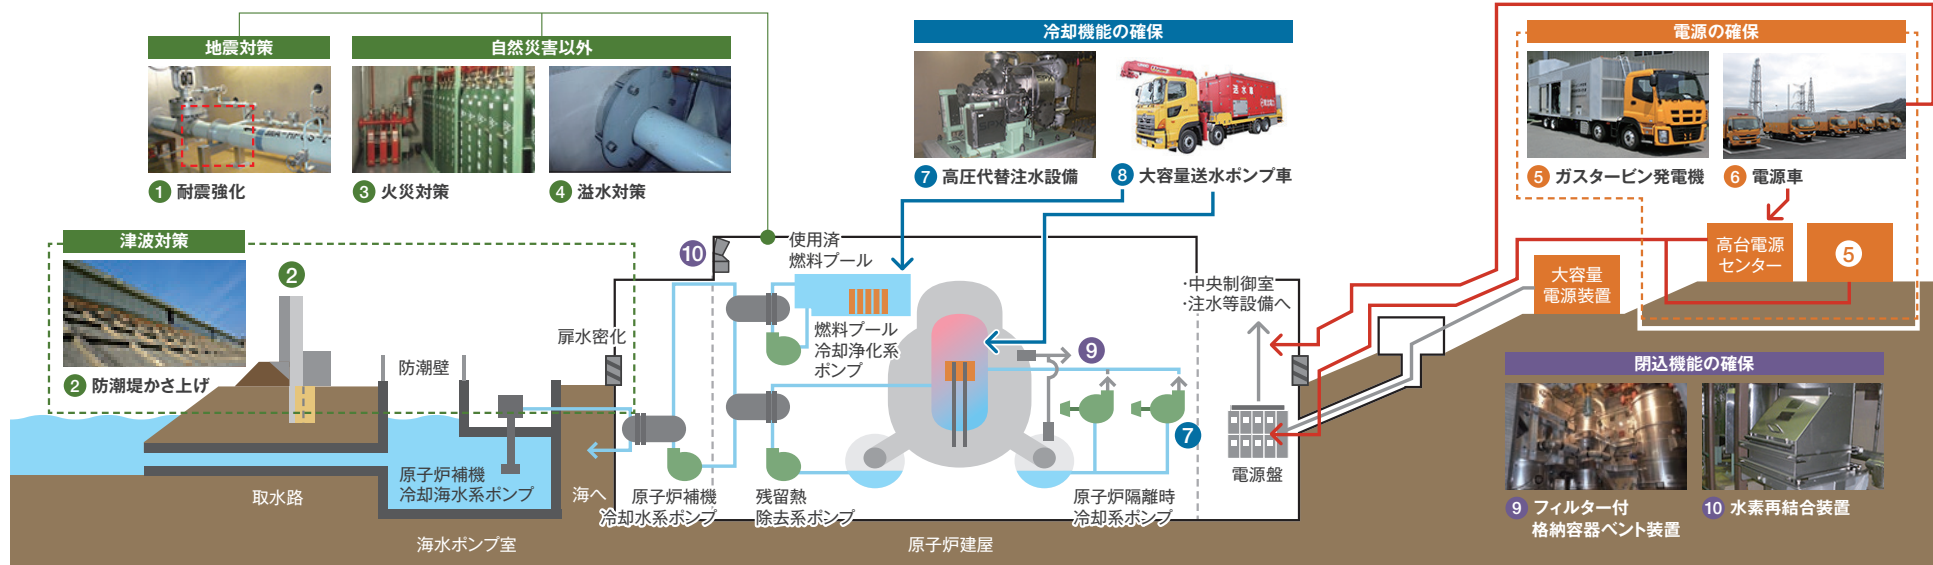 地震対策
1 耐震強化
自然災害以外
3 火災対策
4 溢水対策
津波対策
2
2 防潮堤かさ上げ
冷却機能の確保
送水車
7 高圧代替注水設備
8 大容量送水ポンプ車
電源の確保
5 ガスタービン発電機
6 電源車
高台電源
センター
5
大容量
電源装置
10
使用済
燃料プール
燃料プール
冷却浄化系
ポンプ
扉水密化
防潮壁
・中央制御室
・注水等設備へ
9
7
電源盤
原子炉補機
冷却海水系ポンプ
取水路
海へ
原子炉補機
冷却水系ポンプ
残留熱
除去系ポンプ
原子炉隔離時
冷却系ポンプ
海水ポンプ室
原子炉建屋
閉込機能の確保
9 フィルター付
格納容器ベント装置
10 水素再結合装置